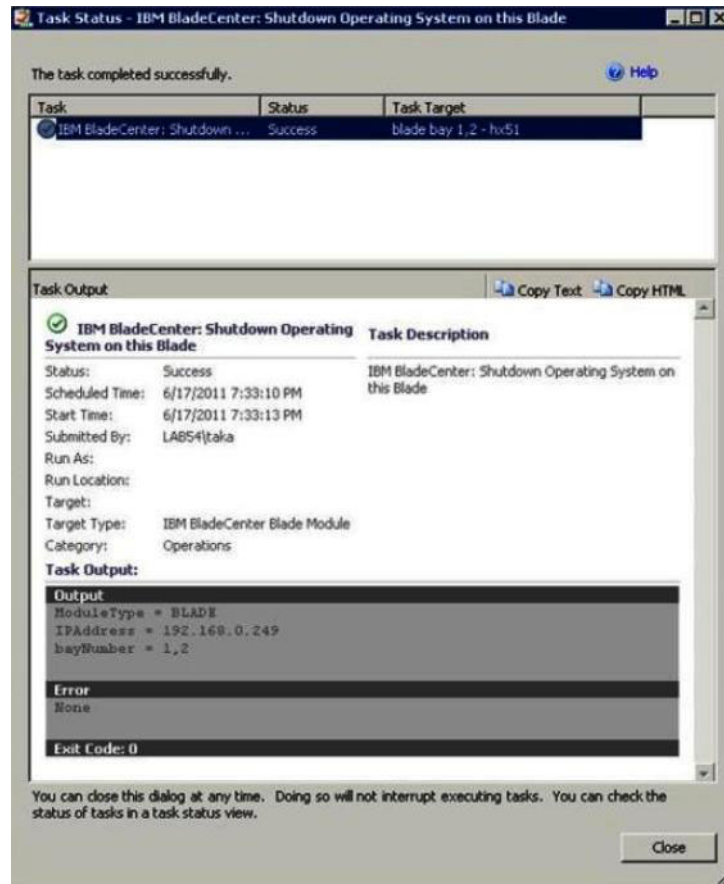 Task Status - IBM BladeCenter: Shutdown Operating System on this Blade
The task completed successfully.
Help
Task Status Task Target
IBM BladeCenter: Shutdown ... Success blade bay 1,2 - hx51
Task Output
Copy Text Copy HTML
IBM BladeCenter: Shutdown Operating System on this Blade
Task Description
IBM BladeCenter: Shutdown Operating System on
this Blade
Status: Success
Scheduled Time: 6/17/2011 7:33:10 PM
Start Time: 6/17/2011 7:33:13 PM
Submitted By: LAB54\taka
Run As:
Run Location:
Target:
Target Type: IBM BladeCenter Blade Module
Category: Operations
Task Output:
Output
ModuleType = BLADE
IPAddress = 192.168.0.249
bayNumber = 1,2
Error
None
Exit Code: 0
You can close this dialog at any time. Doing so will not interrupt executing tasks. You can check the
status of tasks in a task status view.
Close